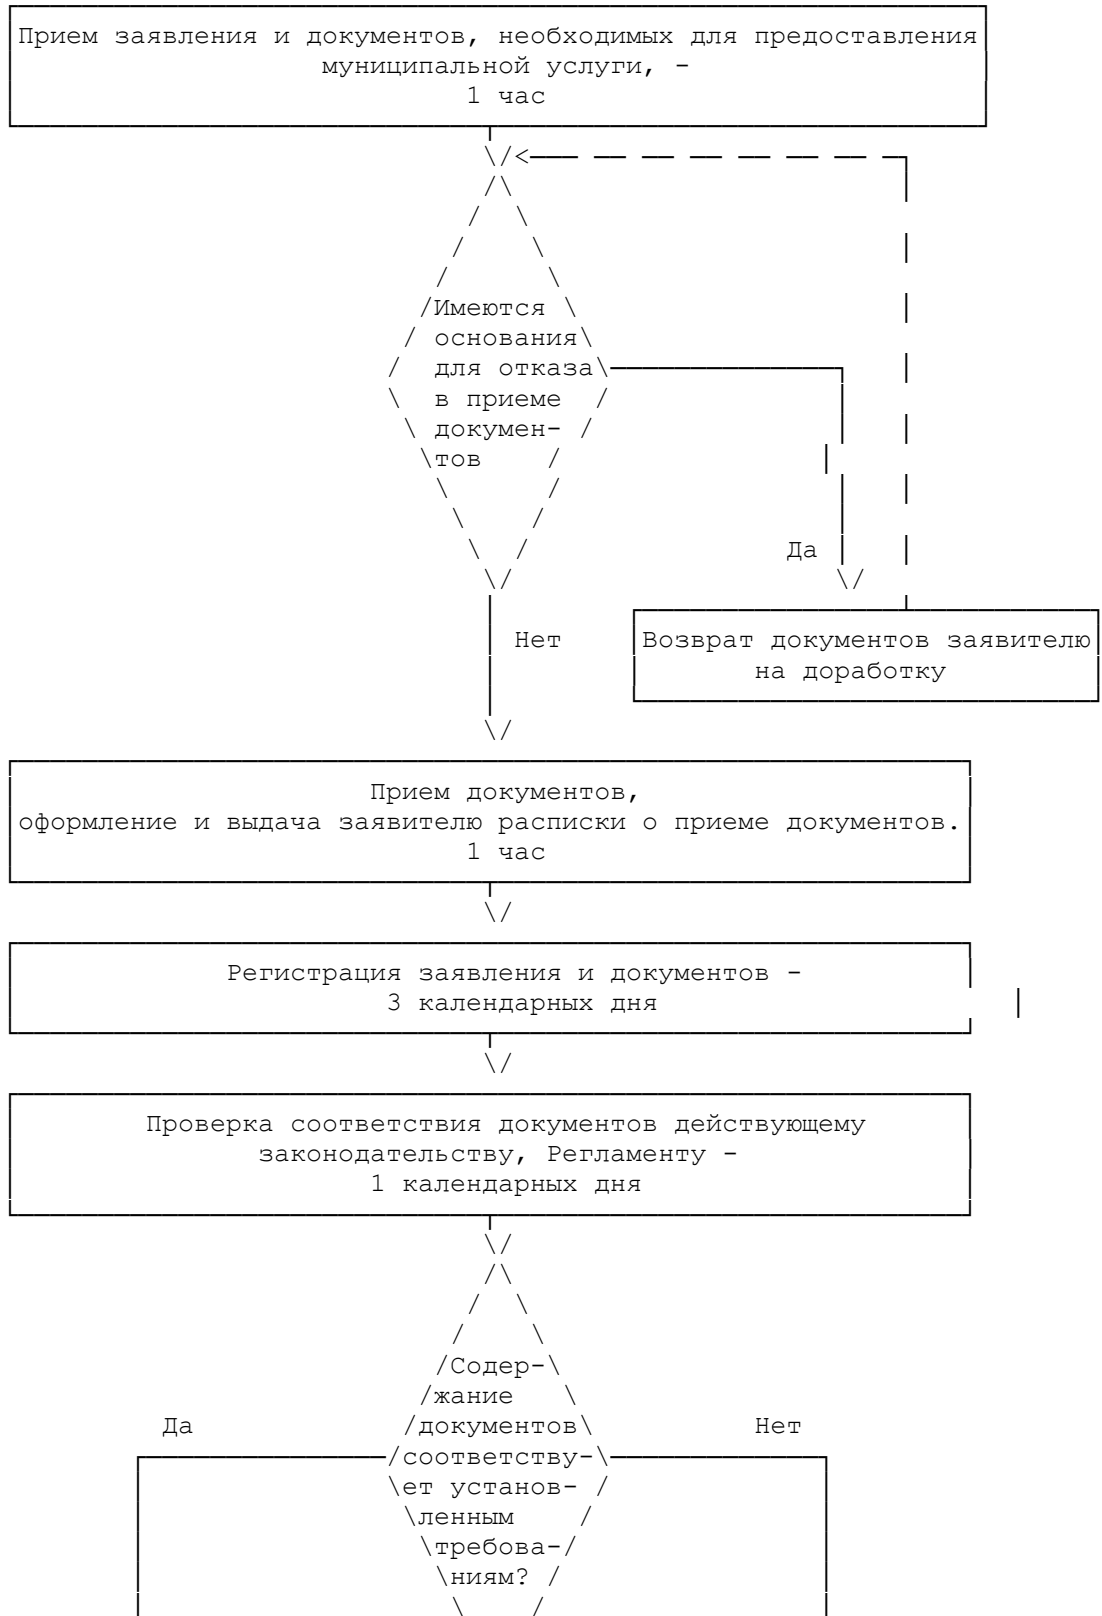 Прием заявления и документов, необходимых для предоставления
муниципальной услуги, -
1 час
Имеются
основания
для отказа
в приеме
докумен-
тов
Да
Нет
Возврат документов заявителю
на доработку
Прием документов,
оформление и выдача заявителю расписки о приеме документов.
1 час
Регистрация заявления и документов -
3 календарных дня
Проверка соответствия документов действующему
законодательству, Регламенту -
1 календарных дня
Содер-
жание
Да
документов
Нет
соответству-
ет установ-
ленным
требова-
ниям?